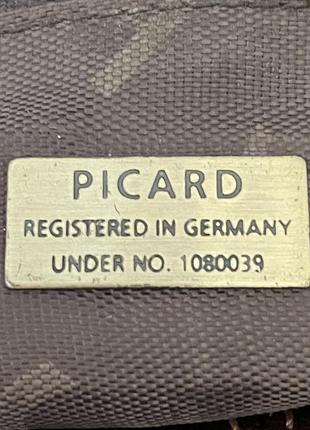 PICARD
REGISTERED IN GERMANY
UNDER NO. 1080039